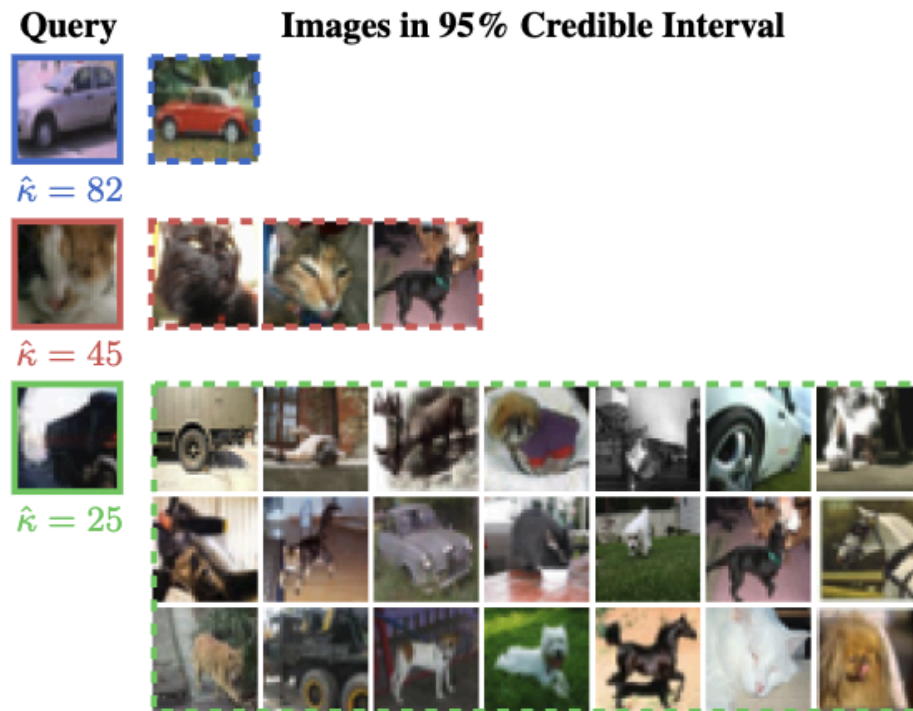 Query Images in 95% Credible Interval
κ̂ = 82
κ̂ = 45
κ̂ = 25